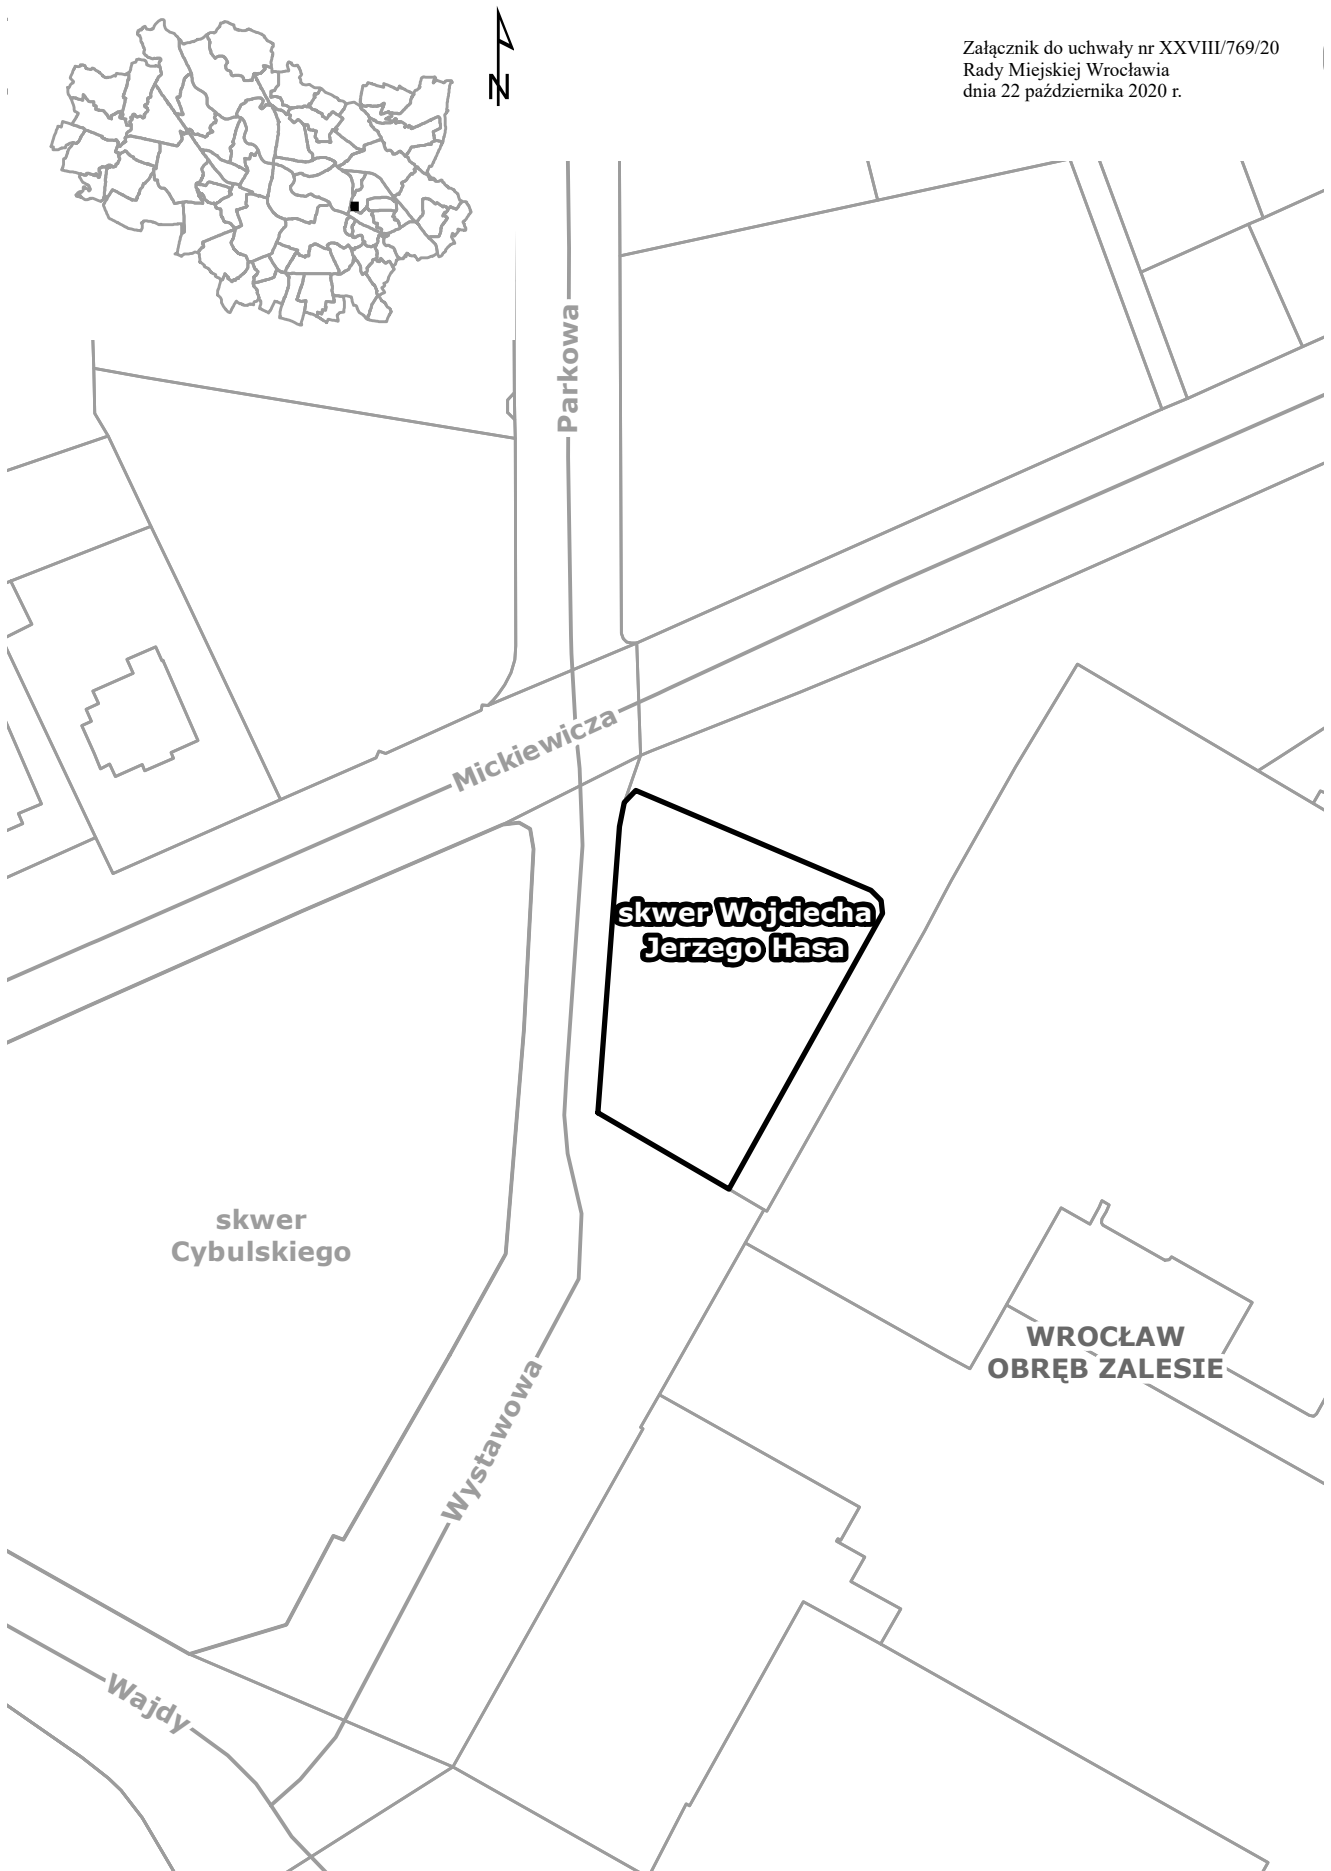 N
Załącznik do uchwały nr XXVIII/769/20
Rady Miejskiej Wrocławia
dnia 22 października 2020 r.
Parkowa
Mickiewicza
skwer Wojciecha
Jerzego Hasa
skwer
Cybulskiego
WROCŁAW
OBRĘB ZALESIE
Wystawowa
Wajdy